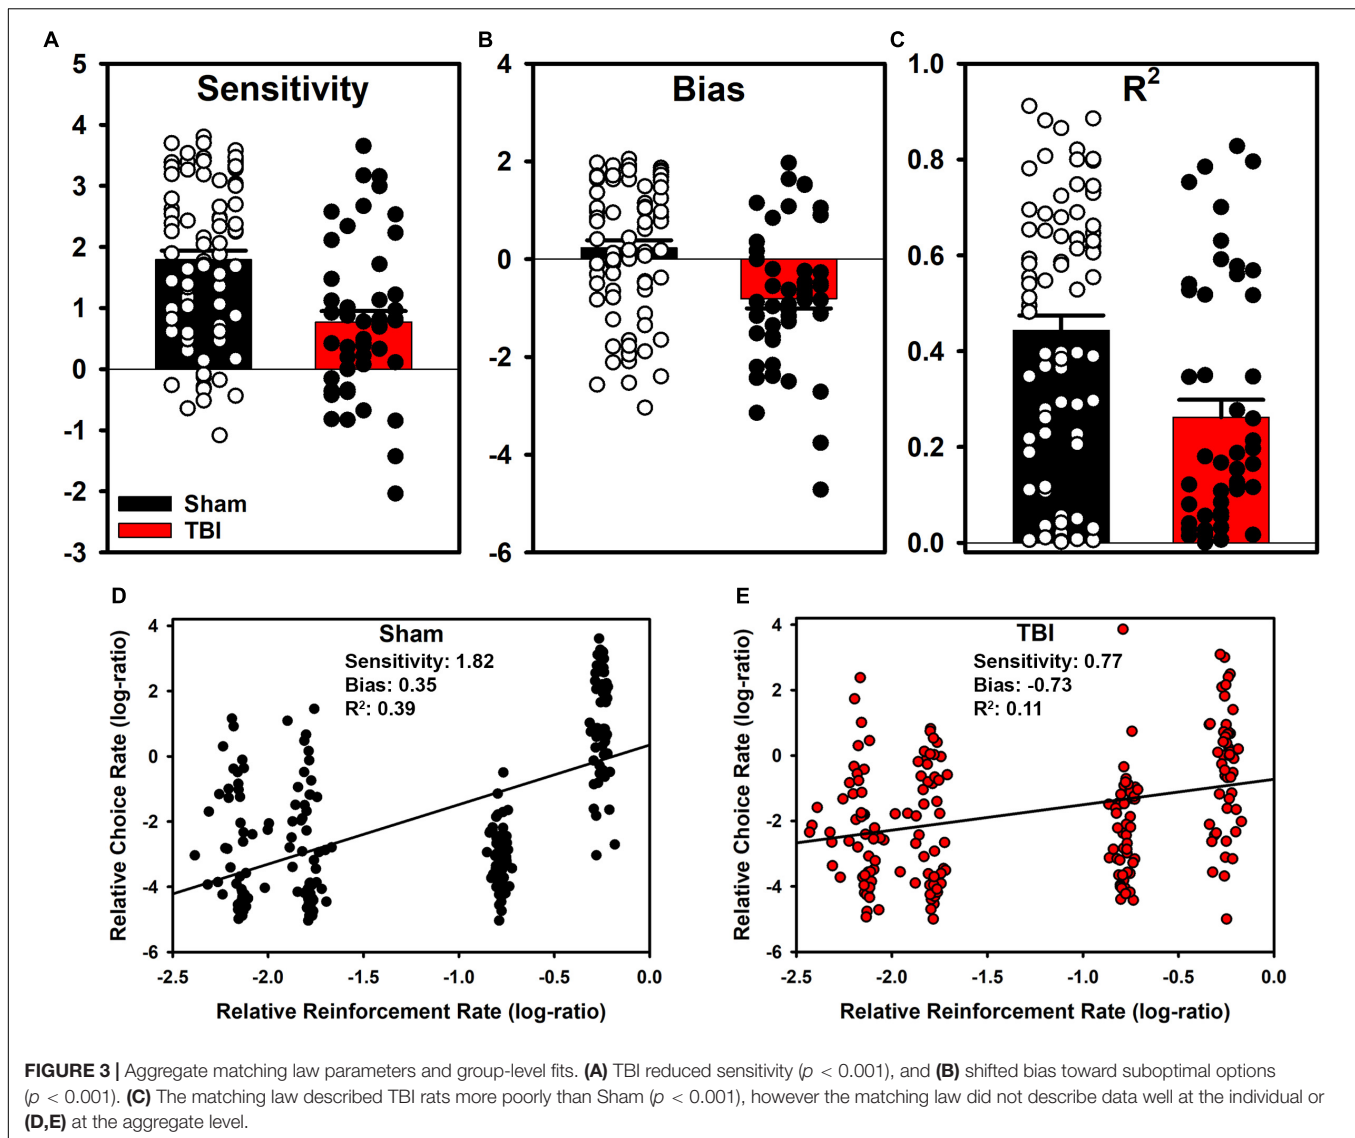 A
B
C
Sensitivity
5
4
3
2
1
0
-1
-2
-3
Sham
TBI
Bias
4
2
0
-2
-4
-6
R²
1.0
0.8
0.6
0.4
0.2
0.0
D
Sham
Sensitivity: 1.82
Bias: 0.35
R²: 0.39
Relative Choice Rate (log-ratio)
4
2
0
-2
-4
-6
-2.5 -2.0 -1.5 -1.0 -0.5 0.0
Relative Reinforcement Rate (log-ratio)
E
TBI
Sensitivity: 0.77
Bias: -0.73
R²: 0.11
Relative Choice Rate (log-ratio)
4
2
0
-2
-4
-6
-2.5 -2.0 -1.5 -1.0 -0.5 0.0
Relative Reinforcement Rate (log-ratio)
FIGURE 3 | Aggregate matching law parameters and group-level fits. (A) TBI reduced sensitivity (p < 0.001), and (B) shifted bias toward suboptimal options
(p < 0.001). (C) The matching law described TBI rats more poorly than Sham (p < 0.001), however the matching law did not describe data well at the individual or
(D,E) at the aggregate level.